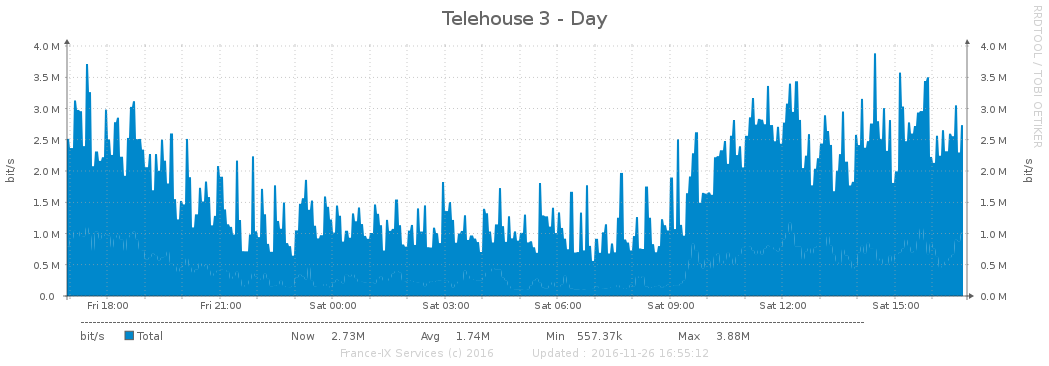 Telehouse 3 - Day
RRDTOOL / TOBI OETIKER
bit/s
4.0 M 4.0 M
3.5 M 3.5 M
3.0 M 3.0 M
2.5 M 2.5 M
2.0 M 2.0 M
1.5 M 1.5 M
1.0 M 1.0 M
0.5 M 0.5 M
0.0 0.0 M
bit/s
Fri 18:00 Fri 21:00 Sat 00:00 Sat 03:00 Sat 06:00 Sat 09:00 Sat 12:00 Sat 15:00
bit/s Total Now 2.73M Avg 1.74M Min 557.37k Max 3.88M
France-IX Services (c) 2016 Updated : 2016-11-26 16:55:12